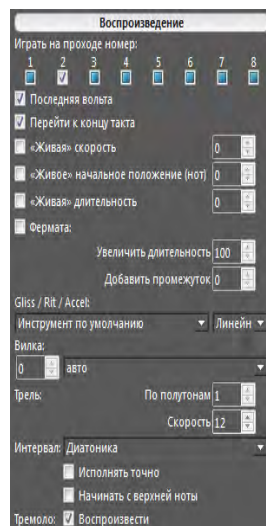 Воспроизведение
Играть на проходе номер:
1 2 3 4 5 6 7 8
Последняя вольта
Перейти к концу такта
«Живая» скорость 0
«Живое» начальное положение (нот) 0
«Живая» длительность 0
Фермата:
Увеличить длительность 100
Добавить промежуток 0
Gliss / Rit / Accel:
Инструмент по умолчанию Линейн
Вилка:
0 авто
Трель: По полутонам 1
Скорость 12
Интервал: Диатоника
Исполнять точно
Начинать с верхней ноты
Тремоло: Воспроизвести